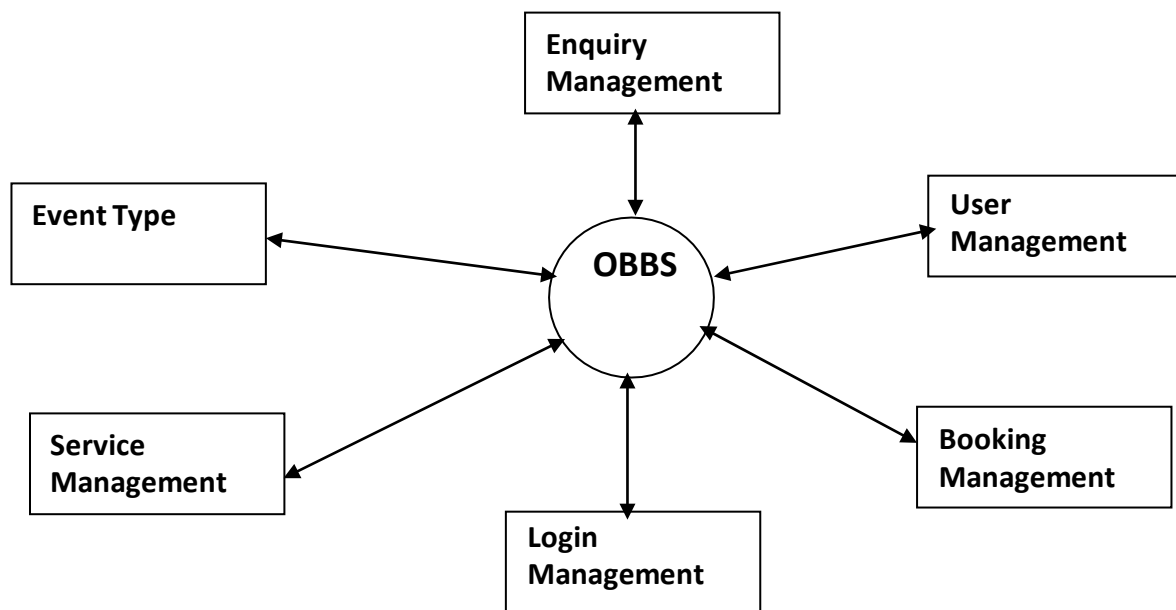 Enquiry
Management
Event Type
User
Management
OBBS
Service
Management
Booking
Management
Login
Management